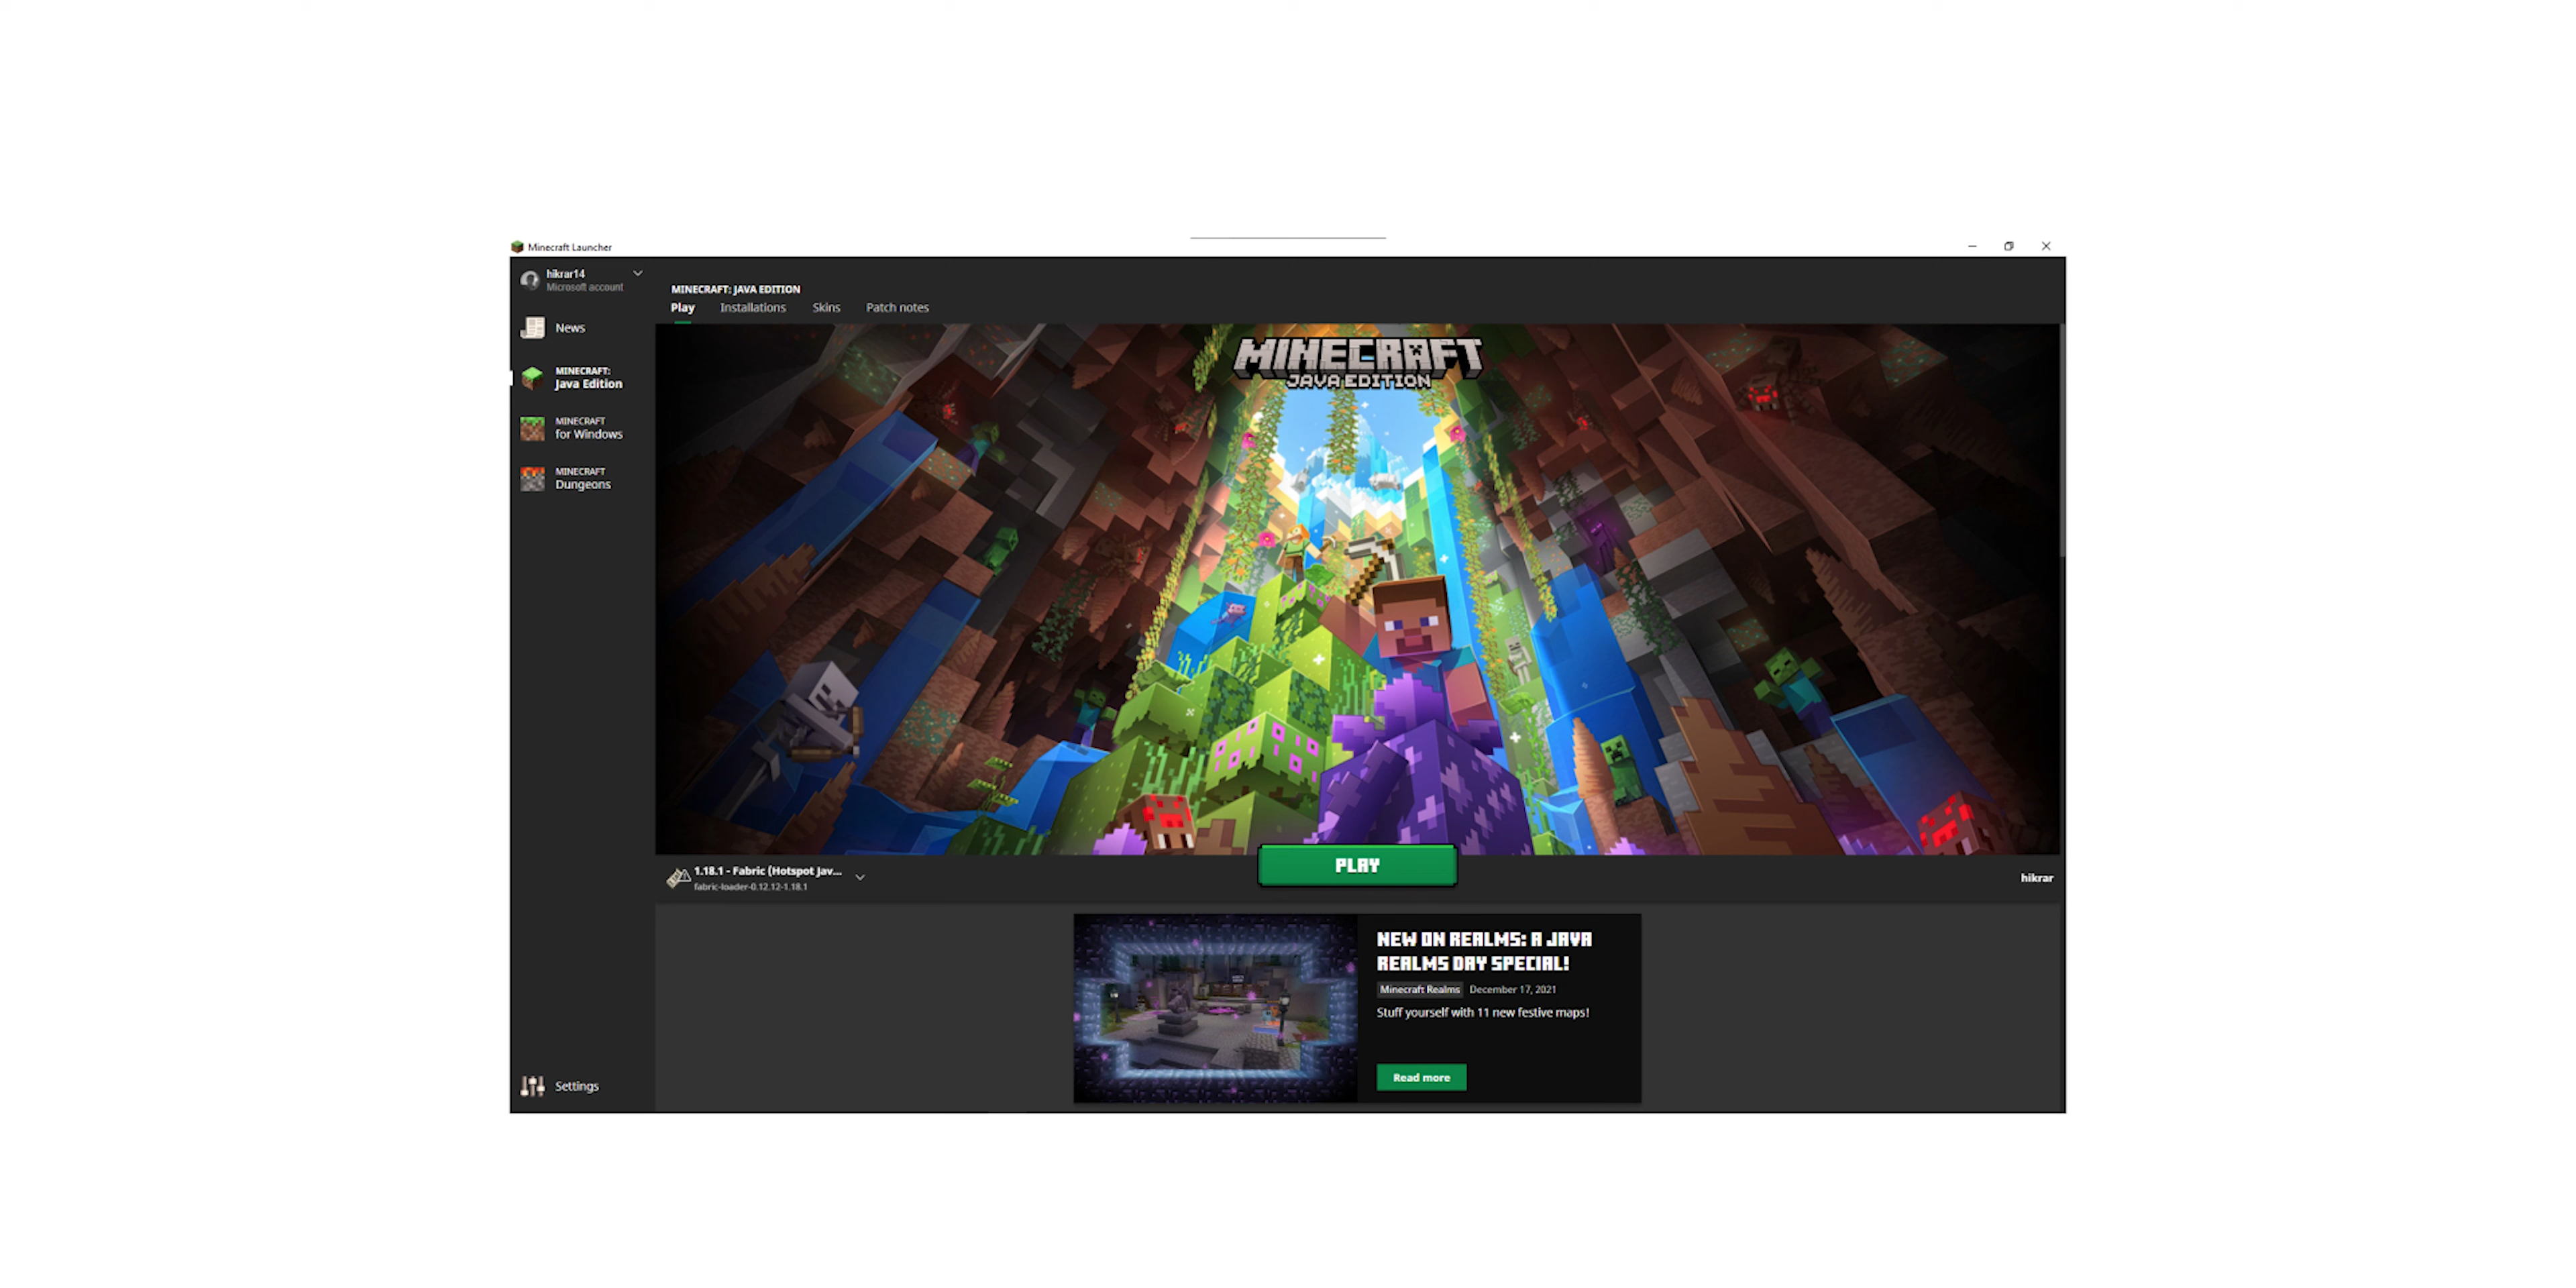 Minecraft Launcher
hikrar14
Microsoft account
News
MINECRAFT:
Java Edition
MINECRAFT
for Windows
MINECRAFT
Dungeons
Settings
MINECRAFT: JAVA EDITION
Play Installations Skins Patch notes
MINECRAFT
JAVA EDITION
1.18.1 - Fabric (Hotspot Jav...
fabric-loader-0.12.12-1.18.1
PLAY
hikrar
NEW ON REALMS: A JAVA
REALMS DAY SPECIAL!
Minecraft Realms December 17, 2021
Stuff yourself with 11 new festive maps!
Read more